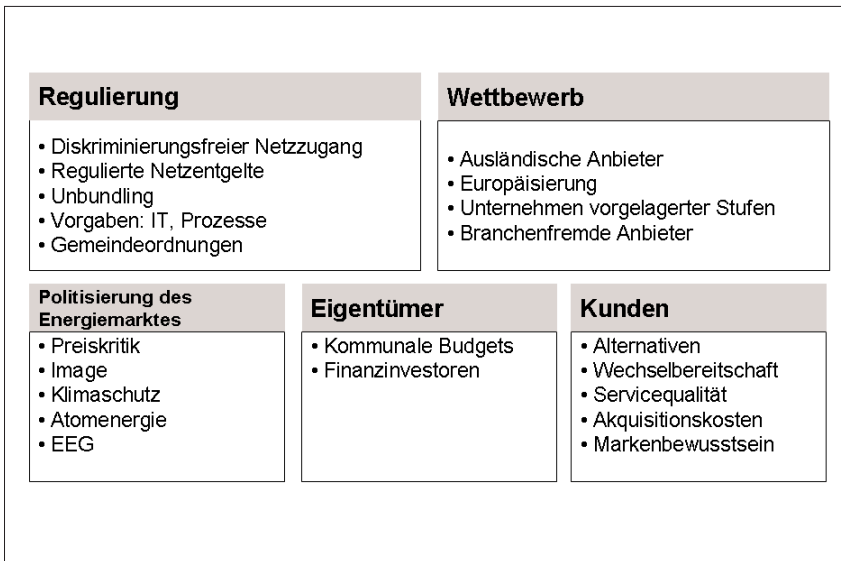 Regulierung
• Diskriminierungsfreier Netzzugang
• Regulierte Netzentgelte
• Unbundling
• Vorgaben: IT, Prozesse
• Gemeindeordnungen
Wettbewerb
• Ausländische Anbieter
• Europäisierung
• Unternehmen vorgelagerter Stufen
• Branchenfremde Anbieter
Politisierung des
Energiemarktes
• Preiskritik
• Image
• Klimaschutz
• Atomenergie
• EEG
Eigentümer
• Kommunale Budgets
• Finanzinvestoren
Kunden
• Alternativen
• Wechselbereitschaft
• Servicequalität
• Akquisitionskosten
• Markenbewusstsein